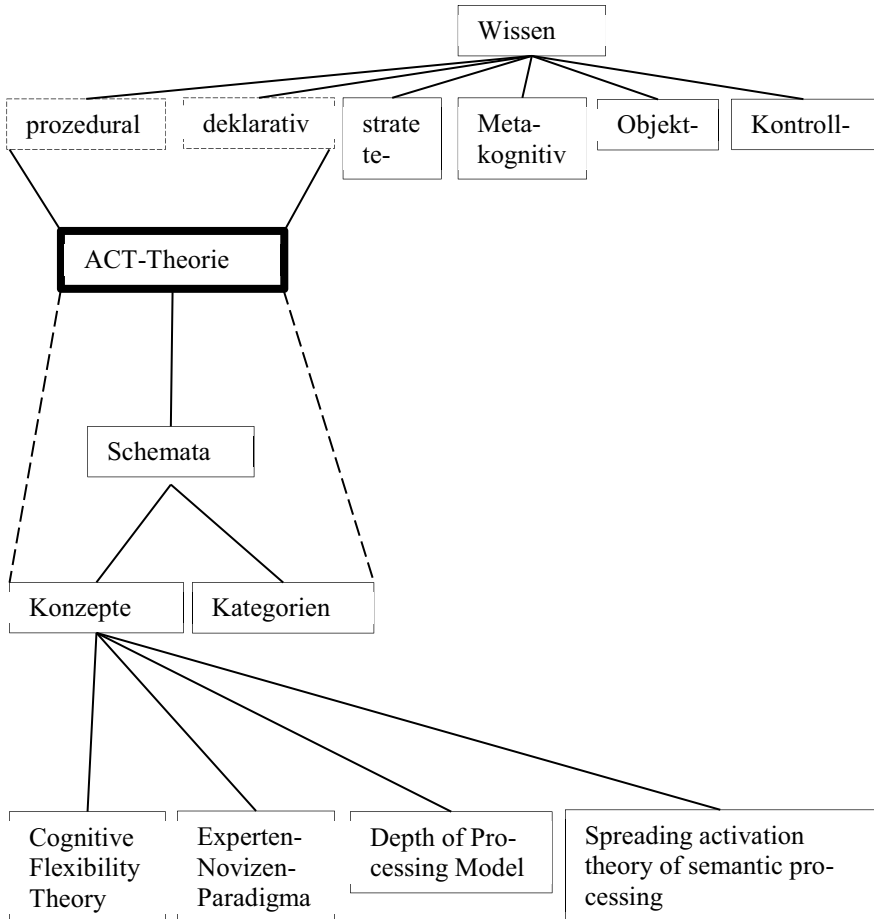 Wissen
prozedural
deklarativ
strate
te-
Meta-
kognitiv
Objekt-
Kontroll-
ACT-Theorie
Schemata
Konzepte
Kategorien
Cognitive
Flexibility
Theory
Experten-
Novizen-
Paradigma
Depth of Pro-
cessing Model
Spreading activation
theory of semantic pro-
cessing